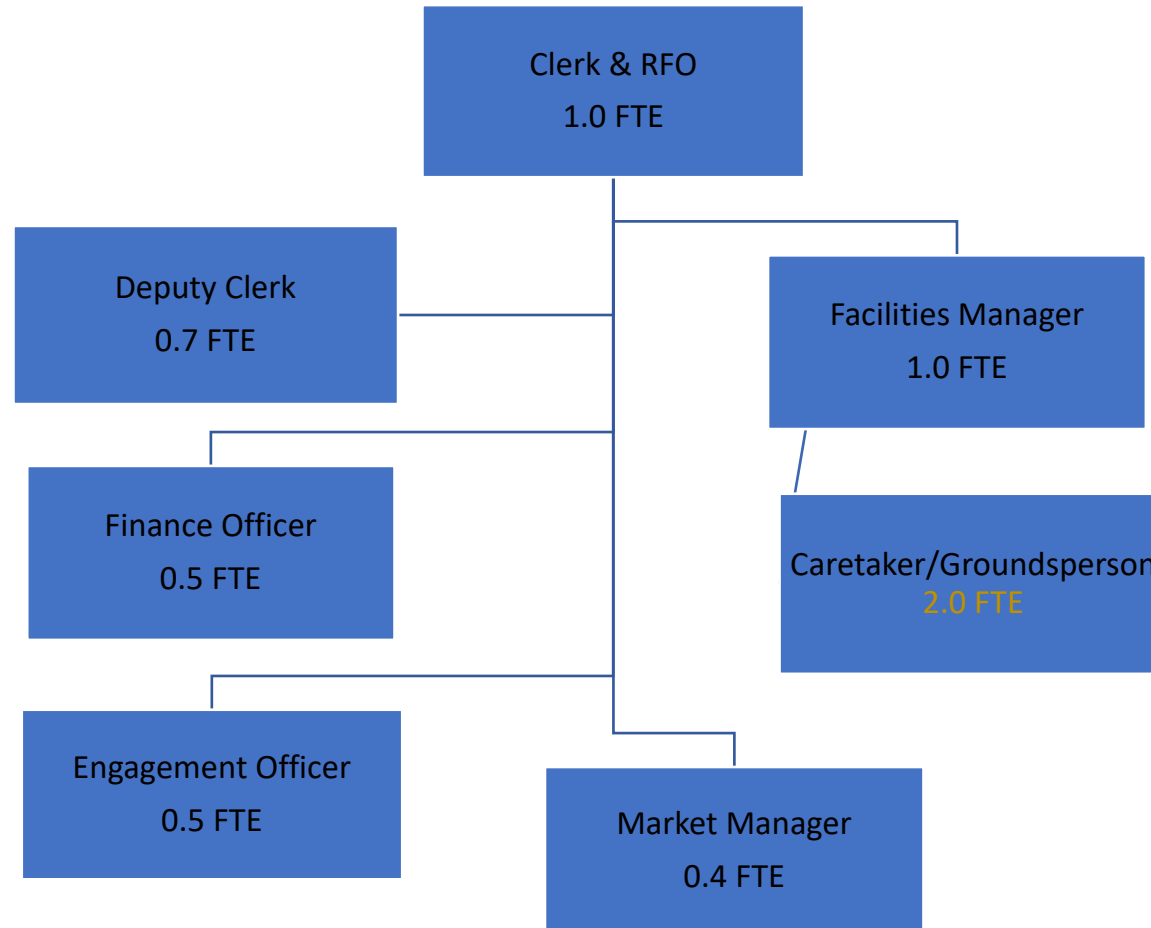 Clerk & RFO
1.0 FTE
Deputy Clerk
0.7 FTE
Facilities Manager
1.0 FTE
Finance Officer
0.5 FTE
Caretaker/Groundsperson
2.0 FTE
Engagement Officer
0.5 FTE
Market Manager
0.4 FTE